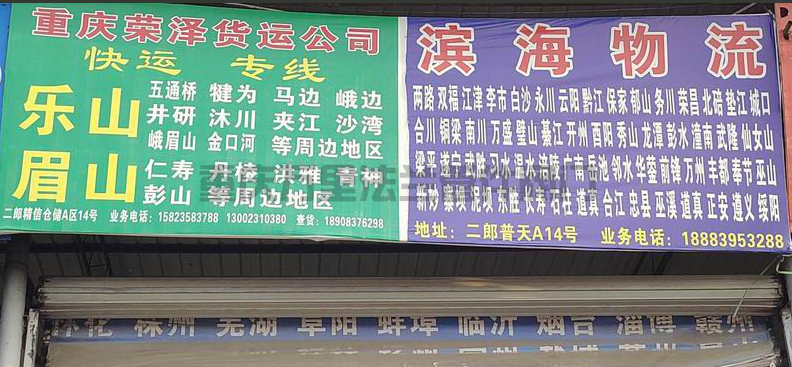 重庆荣泽货运公司
快运 专线
乐山
五通桥 犍为 马边 峨边
井研 沐川 夹江 沙湾
峨眉山 金口河 等周边地区
眉山
仁寿 丹棱 洪雅 青神
彭山 等周边地区
二郎精信仓储A区14号 业务电话:15823583788 13002310380 查货:18908376298
滨海物流
两路 双福 江津 李市 白沙 永川 云阳 黔江 保家 郁山 务川 荣昌 北碚 垫江 城口
合川 铜梁 南川 万盛 璧山 綦江 开州 酉阳 秀山 龙潭 彭水 潼南 武隆 仙女山
梁平 遂宁 武胜 习水 温水 涪陵 广南 岳池 邻水 华蓥 前锋 万州 丰都 奉节 巫山
新妙 寨坝 泥坝 东胜 长寿 石柱 道真 合江 忠县 巫溪 道真 正安 遵义 绥阳
地址:二郎普天A14号 业务电话:18883953288
怀化 株州 芜湖 阜阳 蚌埠 临沂 烟台 淄博 赣州